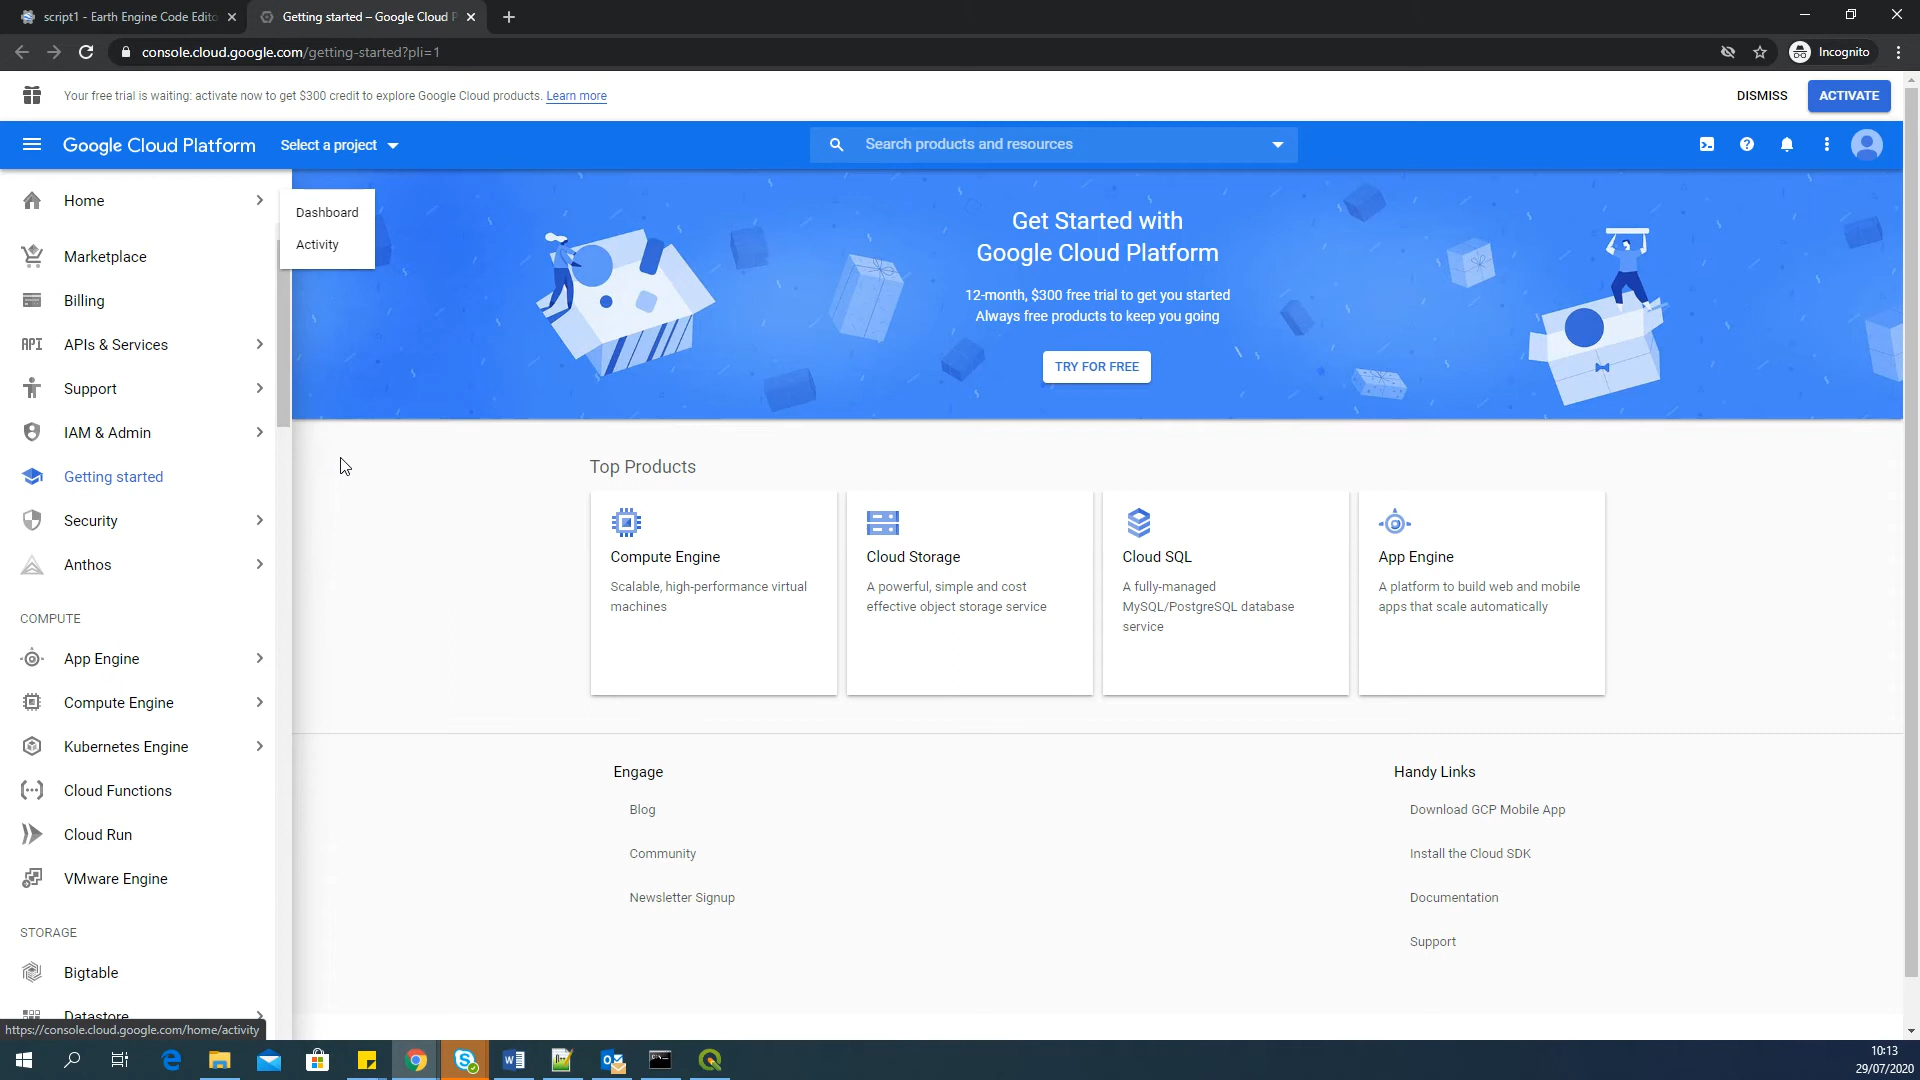 script1 - Earth Engine Code Edito
Getting started – Google Cloud P
console.cloud.google.com/getting-started?pli=1
Incognito
Your free trial is waiting: activate now to get $300 credit to explore Google Cloud products. Learn more
DISMISS
ACTIVATE
Google Cloud Platform
Select a project
Search products and resources
Home
Dashboard
Activity
Marketplace
Billing
API
APIs & Services
Support
IAM & Admin
Getting started
Security
Anthos
COMPUTE
App Engine
Compute Engine
Kubernetes Engine
Cloud Functions
Cloud Run
VMware Engine
STORAGE
Bigtable
Datastore
https://console.cloud.google.com/home/activity
Get Started with
Google Cloud Platform
12-month, $300 free trial to get you started
Always free products to keep you going
TRY FOR FREE
Top Products
Compute Engine
Scalable, high-performance virtual
machines
Cloud Storage
A powerful, simple and cost
effective object storage service
Cloud SQL
A fully-managed
MySQL/PostgreSQL database
service
App Engine
A platform to build web and mobile
apps that scale automatically
Engage
Blog
Community
Newsletter Signup
Handy Links
Download GCP Mobile App
Install the Cloud SDK
Documentation
Support
10:13
29/07/2020